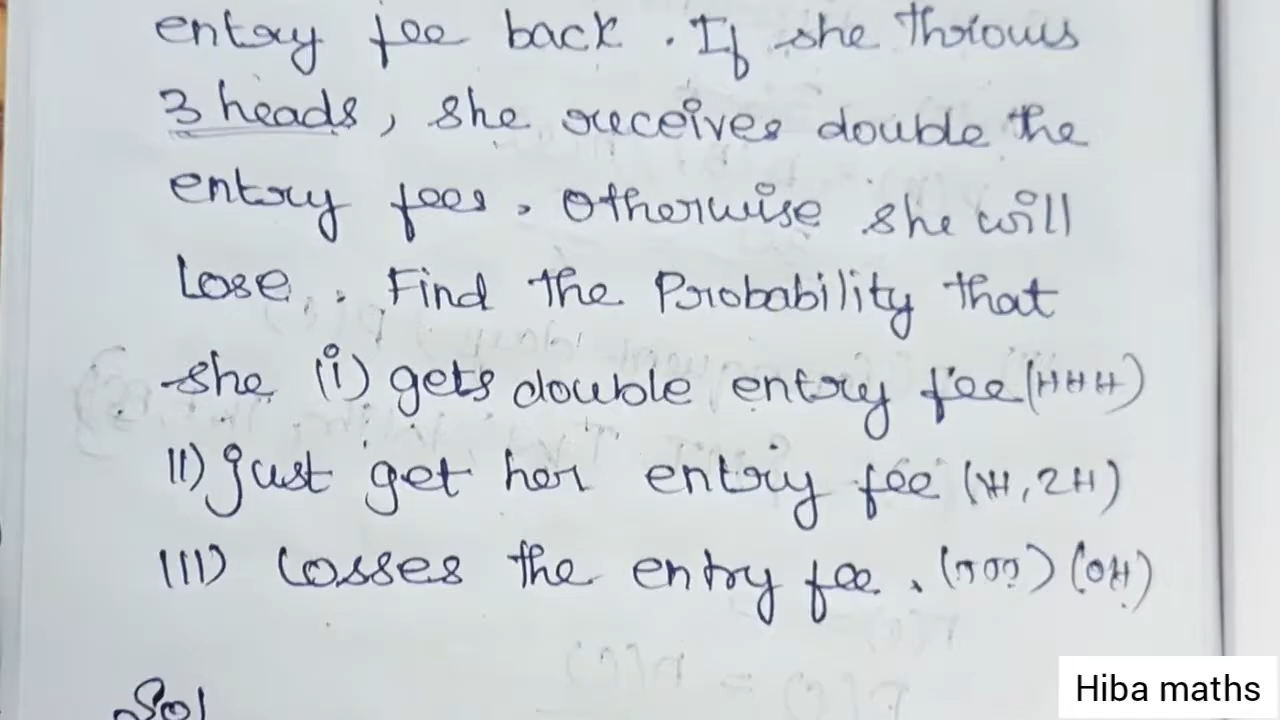 entry fee back . If she throws
3 heads, she receives double the
entry fees. Otherwise she will
lose. Find the Probability that
she (i) gets double entry fee (HHH)
II) just get her entry fee (1H, 2H)
III) Losses the entry fee. (TTT) (0H)
Sol
Hiba maths